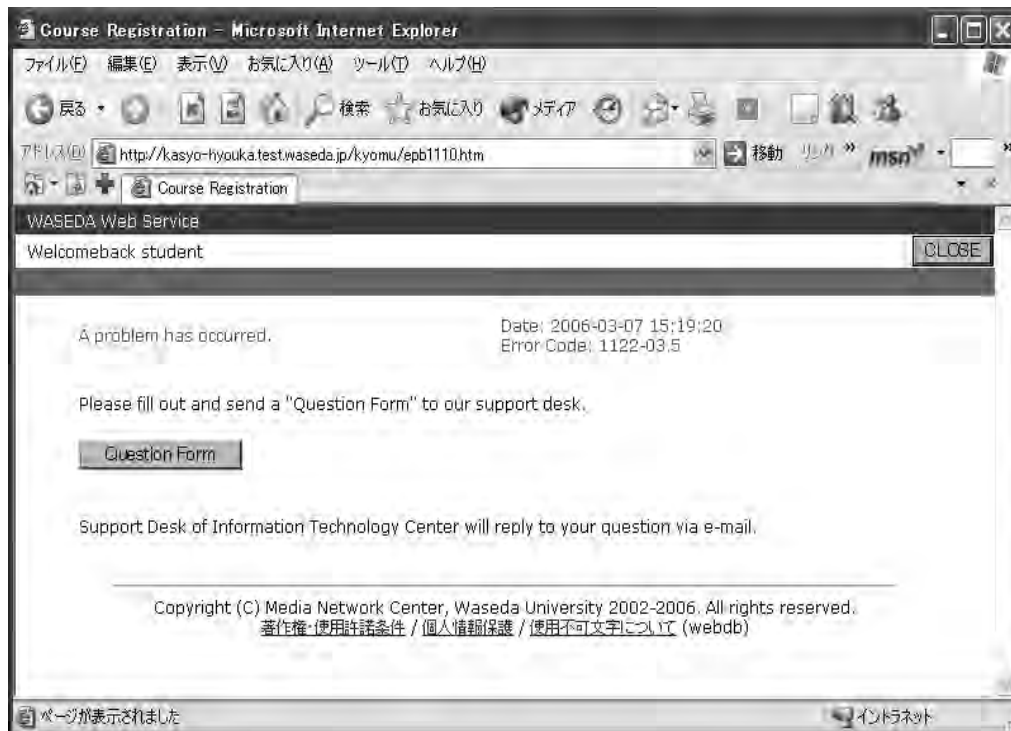 Course Registration - Microsoft Internet Explorer
ファイル(F) 編集(E) 表示(V) お気に入り(A) ツール(T) ヘルプ(H)
戻る 検索 お気に入り メディア
アドレス(D) http://kasyo-hyouka.test.waseda.jp/kyomu/epb1110.htm 移動 リンク » msn »
Course Registration
WASEDA Web Service
Welcomeback student CLOSE
A problem has occurred.
Date: 2006-03-07 15:19:20
Error Code: 1122-03.5
Please fill out and send a "Question Form" to our support desk.
Question Form
Support Desk of Information Technology Center will reply to your question via e-mail.
Copyright (C) Media Network Center, Waseda University 2002-2006. All rights reserved.
著作権・使用許諾条件 / 個人情報保護 / 使用不可文字について (webdb)
ページが表示されました イントラネット